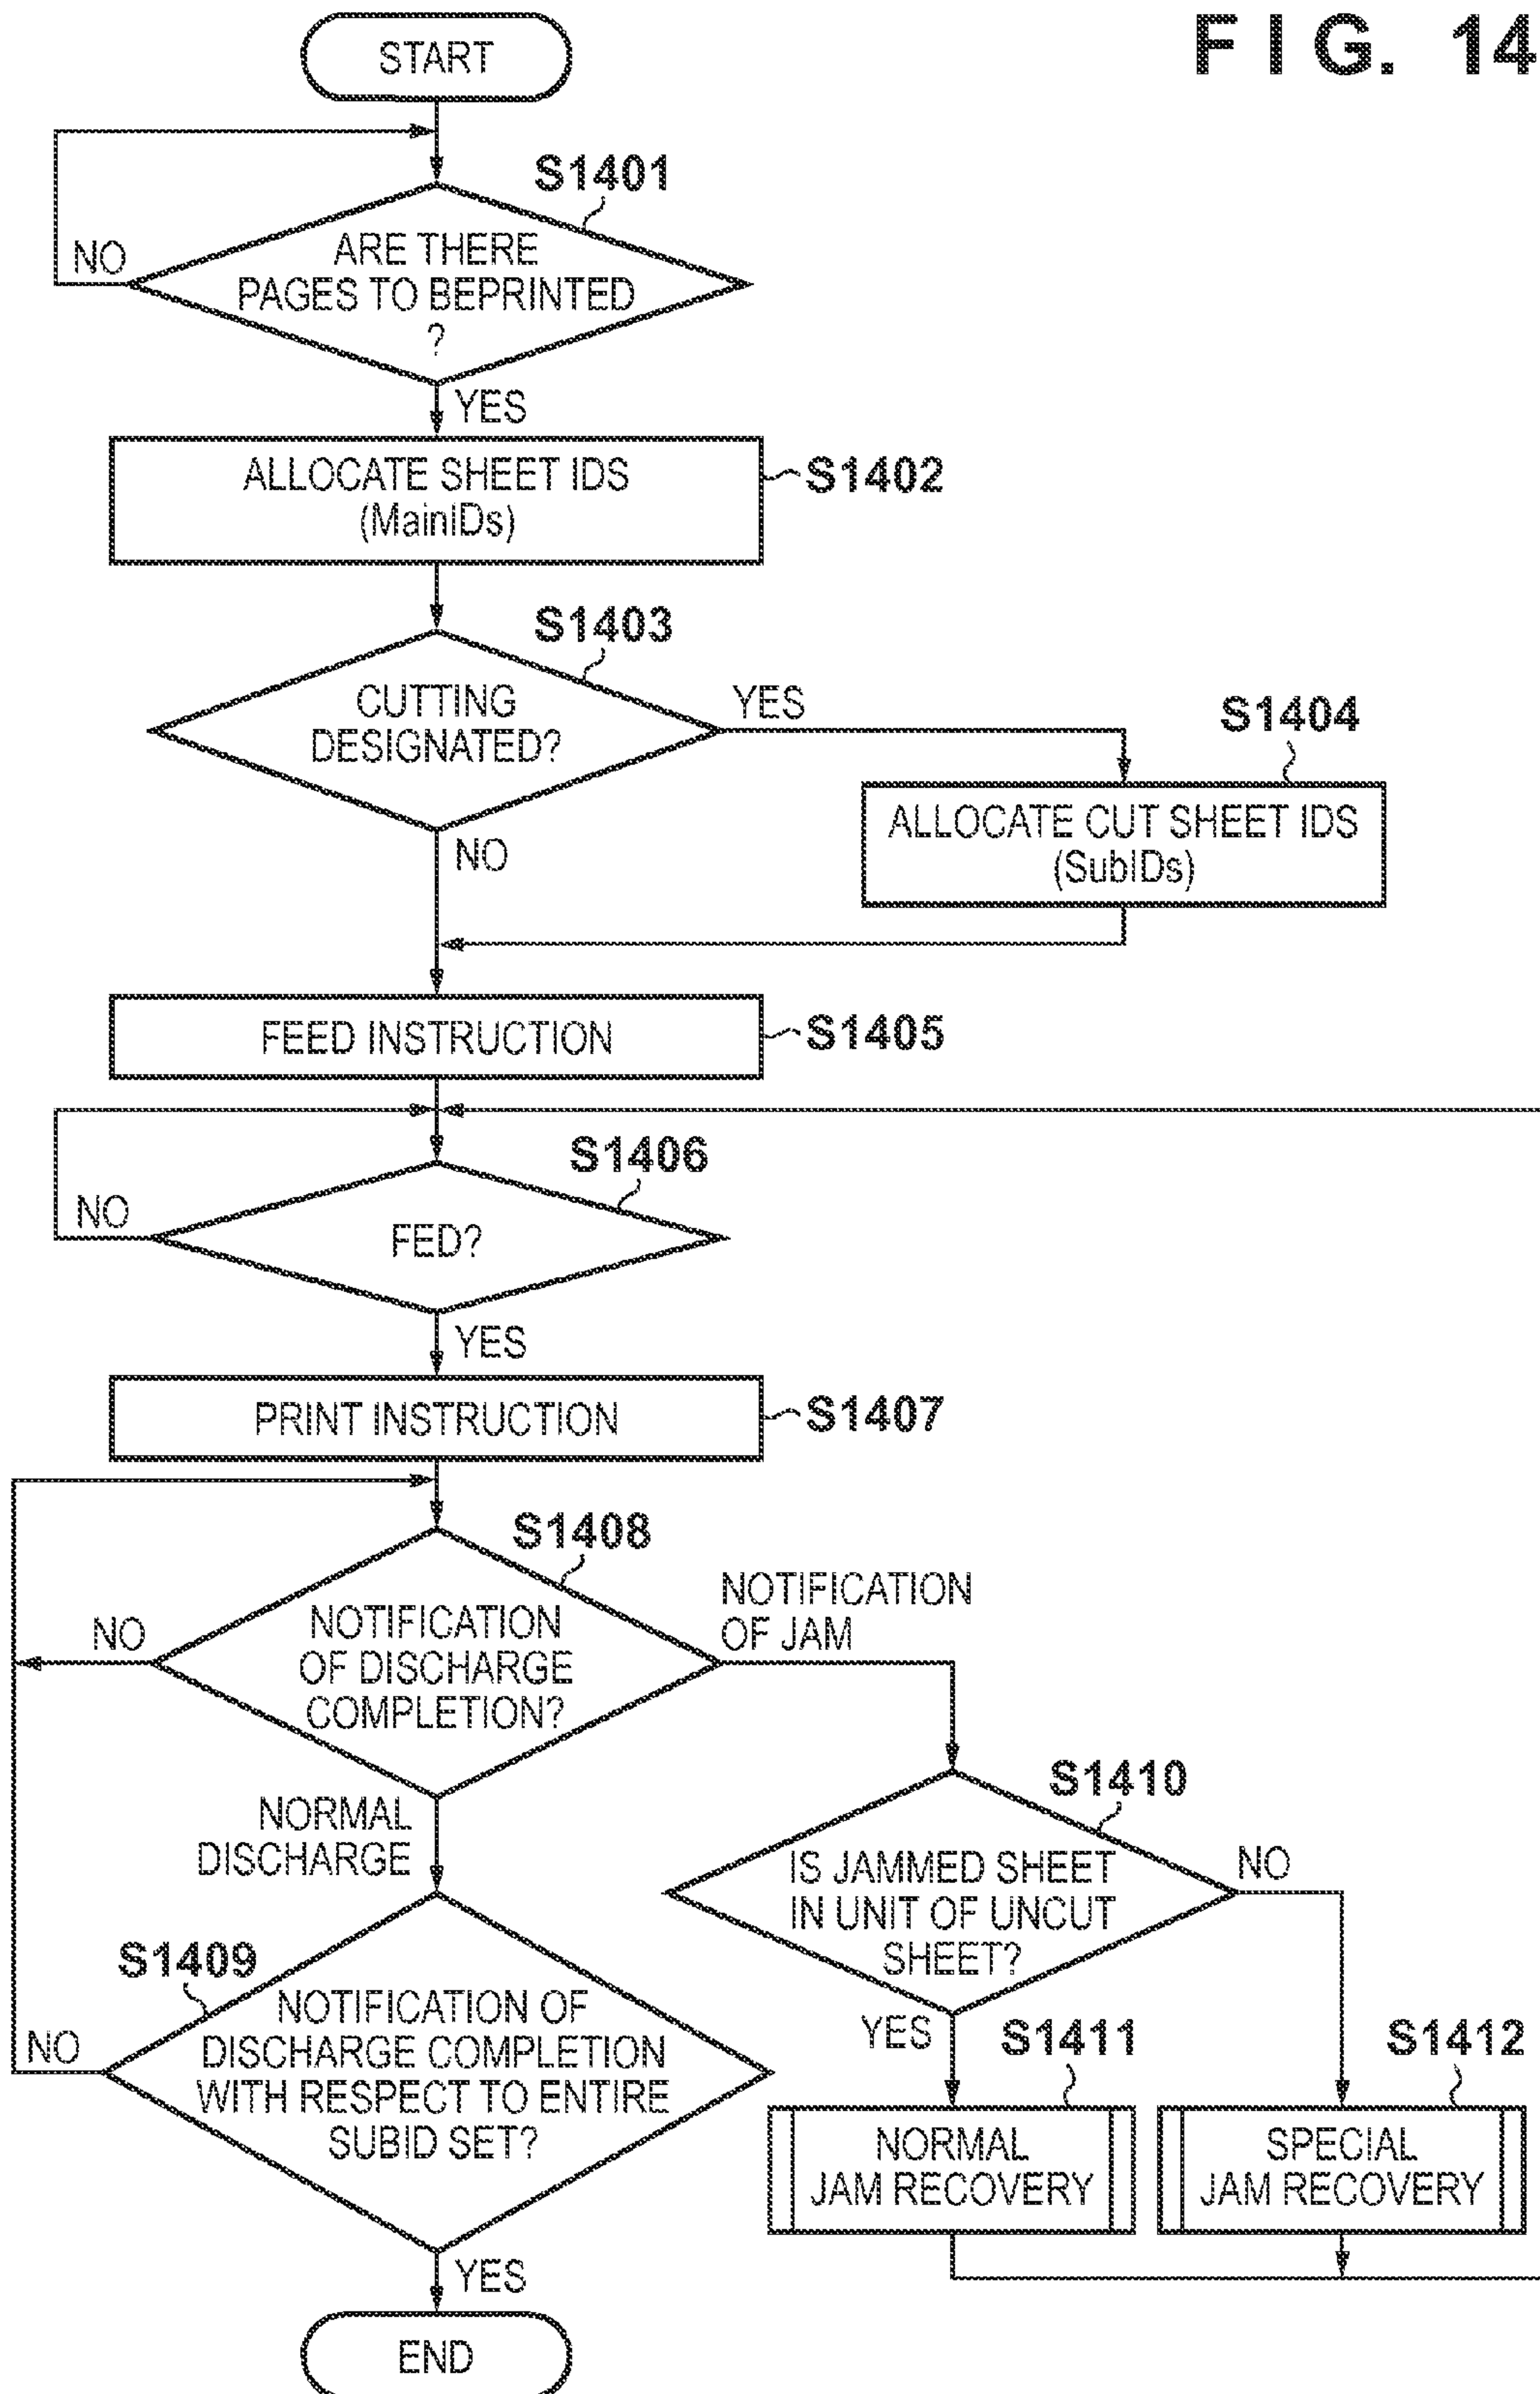 FIG. 14
START
S1401
NO
ARE THERE
PAGES TO BEPRINTED
?
YES
ALLOCATE SHEET IDS
(MainIDs)
S1402
S1403
CUTTING
DESIGNATED?
YES
NO
S1404
ALLOCATE CUT SHEET IDS
(SubIDs)
FEED INSTRUCTION
S1405
S1406
NO
FED?
YES
PRINT INSTRUCTION
S1407
S1408
NO
NOTIFICATION
OF DISCHARGE
COMPLETION?
NOTIFICATION
OF JAM
NORMAL
DISCHARGE
S1410
IS JAMMED SHEET
IN UNIT OF UNCUT
SHEET?
NO
YES
S1409
NOTIFICATION OF
DISCHARGE COMPLETION
WITH RESPECT TO ENTIRE
SUBID SET?
NO
S1411
NORMAL
JAM RECOVERY
S1412
SPECIAL
JAM RECOVERY
YES
END